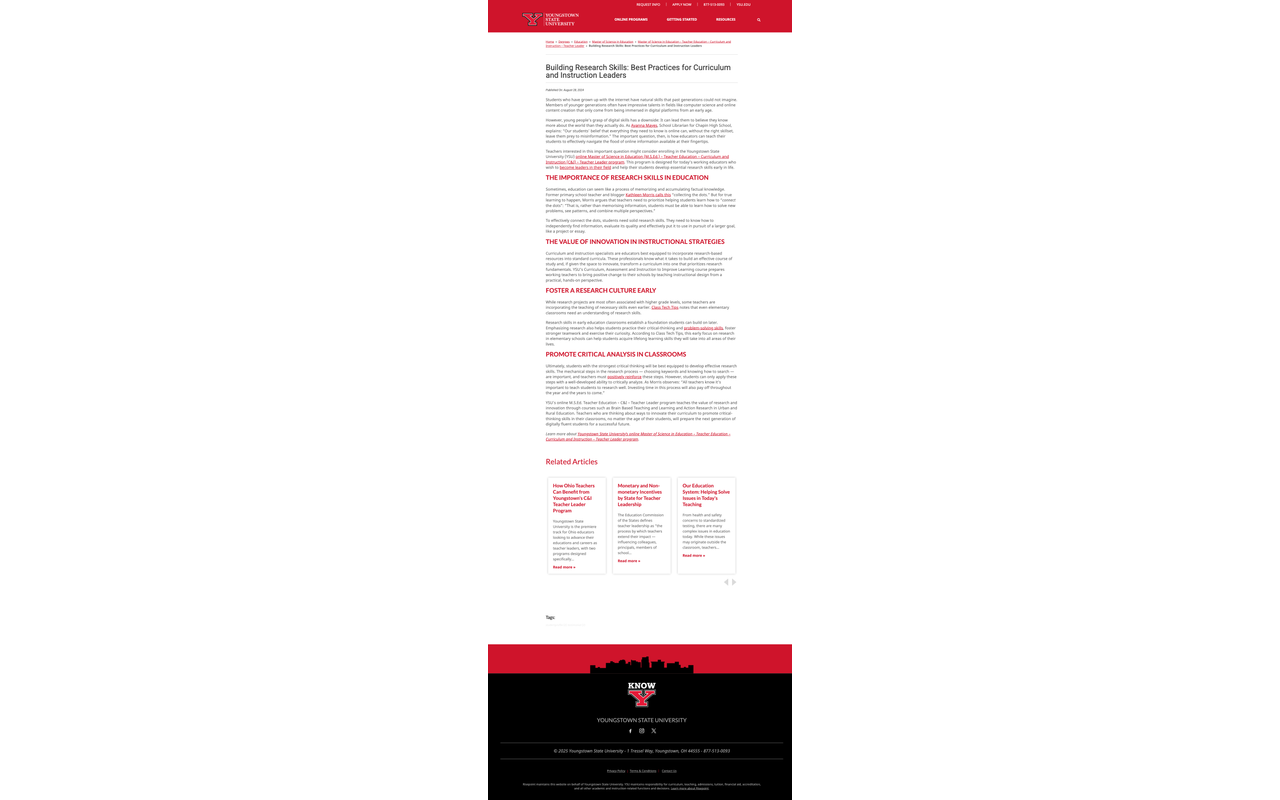 REQUEST INFO | APPLY NOW | 877-513-0093 | YSU.EDU
YOUNGSTOWN
STATE
UNIVERSITY
ONLINE PROGRAMS GETTING STARTED RESOURCES
Home » Degrees » Education » Master of Science in Education » Master of Science in Education – Teacher Education – Curriculum and
Instruction – Teacher Leader » Building Research Skills: Best Practices for Curriculum and Instruction Leaders
Building Research Skills: Best Practices for Curriculum
and Instruction Leaders
Published On: August 28, 2024
Students who have grown up with the internet have natural skills that past generations could not imagine.
Members of younger generations often have impressive talents in fields like computer science and online
content creation that only come from being immersed in digital platforms from an early age.
However, young people's grasp of digital skills has a downside: It can lead them to believe they know
more about the world than they actually do. As
School Librarian for Chapin High School,
explains: "Our students' belief that everything they need to know is online can, without the right skillset,
leave them prey to misinformation." The important question, then, is how educators can teach their
students to effectively navigate the flood of online information available at their fingertips.
Teachers interested in this important question might consider enrolling in the Youngstown State
University (YSU) online Master of Science in Education (M.S.Ed.) – Teacher Education – Curriculum and
Instruction (C&I) – Teacher Leader program. This program is designed for today's working educators who
wish to become leaders in their field and help their students develop essential research skills early in life.
THE IMPORTANCE OF RESEARCH SKILLS IN EDUCATION
Sometimes, education can seem like a process of memorizing and accumulating factual knowledge.
Former primary school teacher and blogger Kathleen Morris calls this "collecting the dots." But for true
learning to happen, Morris argues that teachers need to prioritize helping students learn how to "connect
the dots". "That is, rather than memorising information, students must be able to learn how to solve new
problems, see patterns, and combine multiple perspectives."
To effectively connect the dots, students need solid research skills. They need to know how to
independently find information, evaluate its quality and effectively put it to use in pursuit of a larger goal,
like a project or essay.
THE VALUE OF INNOVATION IN INSTRUCTIONAL STRATEGIES
Curriculum and instruction specialists are educators best equipped to incorporate research-based
resources into standard curricula. These professionals know what it takes to build an effective course of
study and, if given the space to innovate, transform a curriculum into one that prioritizes research
fundamentals. YSU's Curriculum, Assessment and Instruction to Improve Learning course prepares
working teachers to bring positive change to their schools by teaching instructional design from a
practical, hands-on perspective.
FOSTER A RESEARCH CULTURE EARLY
While research projects are most often associated with higher grade levels, some teachers are
incorporating the teaching of necessary skills even earlier. Class Tech Tips notes that even elementary
classrooms need an understanding of research skills.
Research skills in early education classrooms establish a foundation students can build on later.
Emphasizing research also helps students practice their critical-thinking and problem-solving skills, foster
stronger teamwork and exercise their curiosity. According to Class Tech Tips, this early focus on research
in elementary schools can help students acquire lifelong learning skills they will take into all areas of their
lives.
PROMOTE CRITICAL ANALYSIS IN CLASSROOMS
Ultimately, students with the strongest critical thinking will be best equipped to develop effective research
skills. The mechanical steps in the research process — choosing keywords and knowing how to search —
are important, and teachers must positively reinforce these steps. However, students can only apply these
steps with a well-developed ability to critically analyze. As Morris observes: "All teachers know it's
important to teach students to research well. Investing time in this process will also pay off throughout
the year and the years to come."
YSU's online M.S.Ed. Teacher Education – C&I – Teacher Leader program teaches the value of research and
innovation through courses such as Brain Based Teaching and Learning and Action Research in Urban and
Rural Education. Teachers who are thinking about ways to innovate their curriculum to promote critical-
thinking skills in their classrooms, no matter the age of their students, will prepare the next generation of
digitally fluent students for a successful future.
Learn more about Youngstown State University's online Master of Science in Education – Teacher Education –
Curriculum and Instruction – Teacher Leader program.
Related Articles
How Ohio Teachers
Can Benefit from
Youngstown's C&I
Teacher Leader
Program
Youngstown State
University is the premiere
track for Ohio educators
looking to advance their
educations and careers as
teacher leaders, with two
programs designed
specifically...
Read more »
Monetary and Non-
monetary Incentives
by State for Teacher
Leadership
The Education Commission
of the States defines
teacher leadership as "the
process by which teachers
extend their impact —
influencing colleagues,
principals, members of
school...
Read more »
Our Education
System: Helping Solve
Issues in Today's
Teaching
From health and safety
concerns to standardized
testing, there are many
complex issues in education
today. While these issues
may originate outside the
classroom, teachers...
Read more »
Tags
KNOW
Y
YOUNGSTOWN STATE UNIVERSITY
© 2025 Youngstown State University - 1 Tressel Way, Youngstown, OH 44555 - 877-513-0093
Privacy Policy | Terms & Conditions | Contact Us
Risepoint maintains this website on behalf of Youngstown State University. YSU maintains responsibility for curriculum, teaching, admissions, career, financial aid, accreditation,
and all other academic and instruction-related functions and decisions. Learn more about Risepoint.